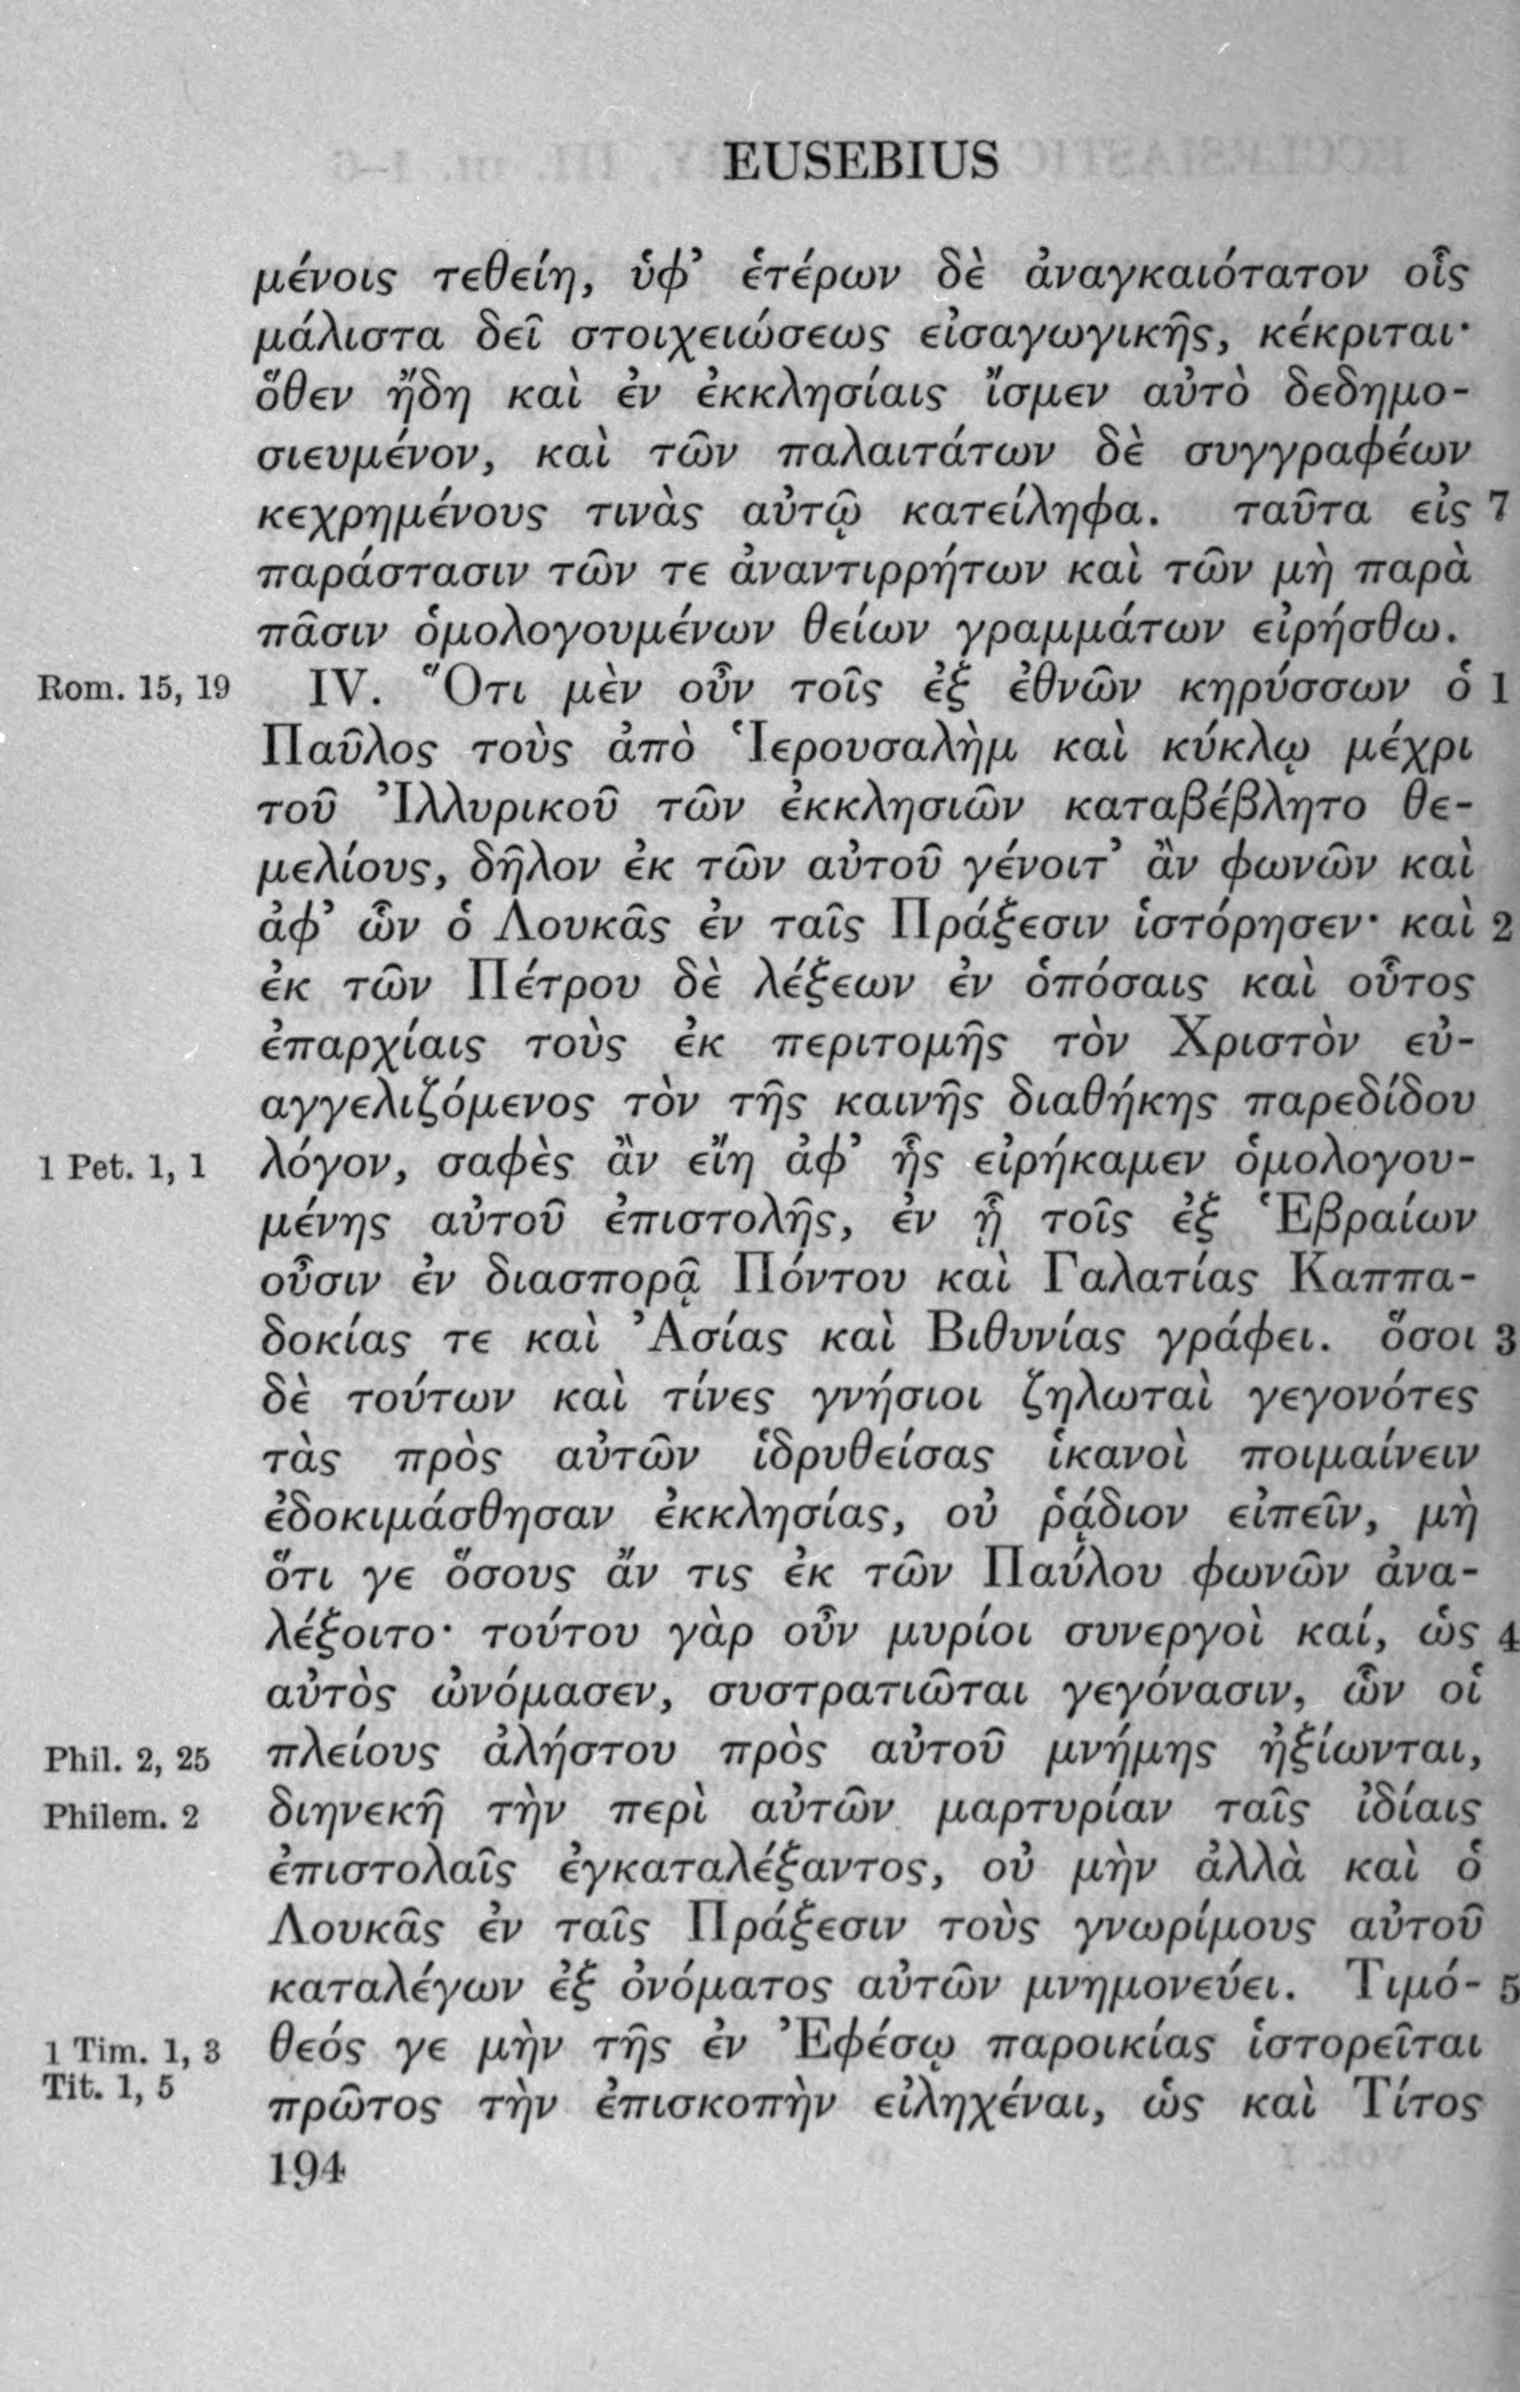 EUSEBIUS
μένοις τεθείη, ὑφ’ ἑτέρων δὲ ἀναγκαιότατον οἷς
μάλιστα δεῖ στοιχειώσεως εἰσαγωγικῆς, κέκριται·
ὅθεν ἤδη καὶ ἐν ἐκκλησίαις ἴσμεν αὐτὸ δεδημο-
σιευμένον, καὶ τῶν παλαιτάτων δὲ συγγραφέων
κεχρημένους τινὰς αὐτῷ κατείληφα. ταῦτα εἰς 7
παράστασιν τῶν τε ἀναντιρρήτων καὶ τῶν μὴ παρὰ
πᾶσιν ὁμολογουμένων θείων γραμμάτων εἰρήσθω.
Rom. 15, 19 IV. Ὅτι μὲν οὖν τοῖς ἐξ ἐθνῶν κηρύσσων ὁ 1
Παῦλος τοὺς ἀπὸ Ἱερουσαλὴμ καὶ κύκλῳ μέχρι
τοῦ Ἰλλυρικοῦ τῶν ἐκκλησιῶν καταβέβλητο θε-
μελίους, δῆλον ἐκ τῶν αὐτοῦ γένοιτ’ ἂν φωνῶν καὶ
ἀφ’ ὧν ὁ Λουκᾶς ἐν ταῖς Πράξεσιν ἱστόρησεν· καὶ 2
ἐκ τῶν Πέτρου δὲ λέξεων ἐν ὁπόσαις καὶ οὗτος
ἐπαρχίαις τοὺς ἐκ περιτομῆς τὸν Χριστὸν εὐ-
αγγελιζόμενος τὸν τῆς καινῆς διαθήκης παρεδίδου
1 Pet. 1, 1 λόγον, σαφὲς ἂν εἴη ἀφ’ ἧς εἰρήκαμεν ὁμολογου-
μένης αὐτοῦ ἐπιστολῆς, ἐν ᾗ τοῖς ἐξ Ἑβραίων
οὖσιν ἐν διασπορᾷ Πόντου καὶ Γαλατίας Καππα-
δοκίας τε καὶ Ἀσίας καὶ Βιθυνίας γράφει. ὅσοι 3
δὲ τούτων καὶ τίνες γνήσιοι ζηλωταὶ γεγονότες
τὰς πρὸς αὐτῶν ἱδρυθείσας ἱκανοὶ ποιμαίνειν
ἐδοκιμάσθησαν ἐκκλησίας, οὐ ῥᾴδιον εἰπεῖν, μὴ
ὅτι γε ὅσους ἄν τις ἐκ τῶν Παύλου φωνῶν ἀνα-
λέξοιτο· τούτου γὰρ οὖν μυρίοι συνεργοὶ καί, ὡς 4
αὐτὸς ὠνόμασεν, συστρατιῶται γεγόνασιν, ὧν οἱ
Phil. 2, 25 πλείους ἀλήστου πρὸς αὐτοῦ μνήμης ἠξίωνται,
Philem. 2 διηνεκῆ τὴν περὶ αὐτῶν μαρτυρίαν ταῖς ἰδίαις
ἐπιστολαῖς ἐγκαταλέξαντος, οὐ μὴν ἀλλὰ καὶ ὁ
Λουκᾶς ἐν ταῖς Πράξεσιν τοὺς γνωρίμους αὐτοῦ
καταλέγων ἐξ ὀνόματος αὐτῶν μνημονεύει. Τιμό- 5
1 Tim. 1, 3 θεός γε μὴν τῆς ἐν Ἐφέσῳ παροικίας ἱστορεῖται
Tit. 1, 5 πρῶτος τὴν ἐπισκοπὴν εἰληχέναι, ὡς καὶ Τίτος
194